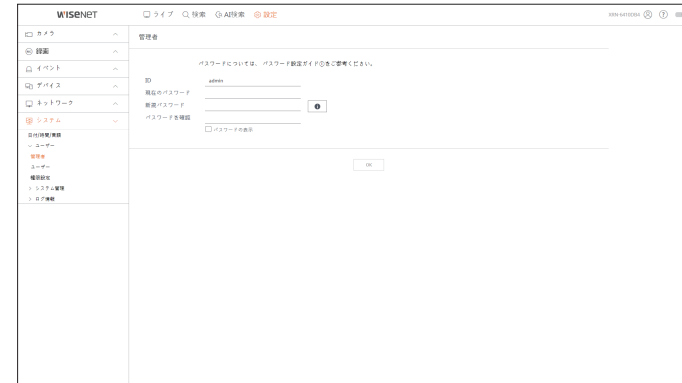 WISENET
ライブ 検索 AI検索 設定
XRN-6410DB4
カメラ
録画
イベント
デバイス
ネットワーク
システム
日付/時間/言語
ユーザー
管理者
ユーザー
権限設定
システム管理
ログ情報
管理者
パスワードについては、パスワード設定ガイドⓘをご参考ください。
ID admin
現在のパスワード
新規パスワード
パスワードを確認
パスワードの表示
OK